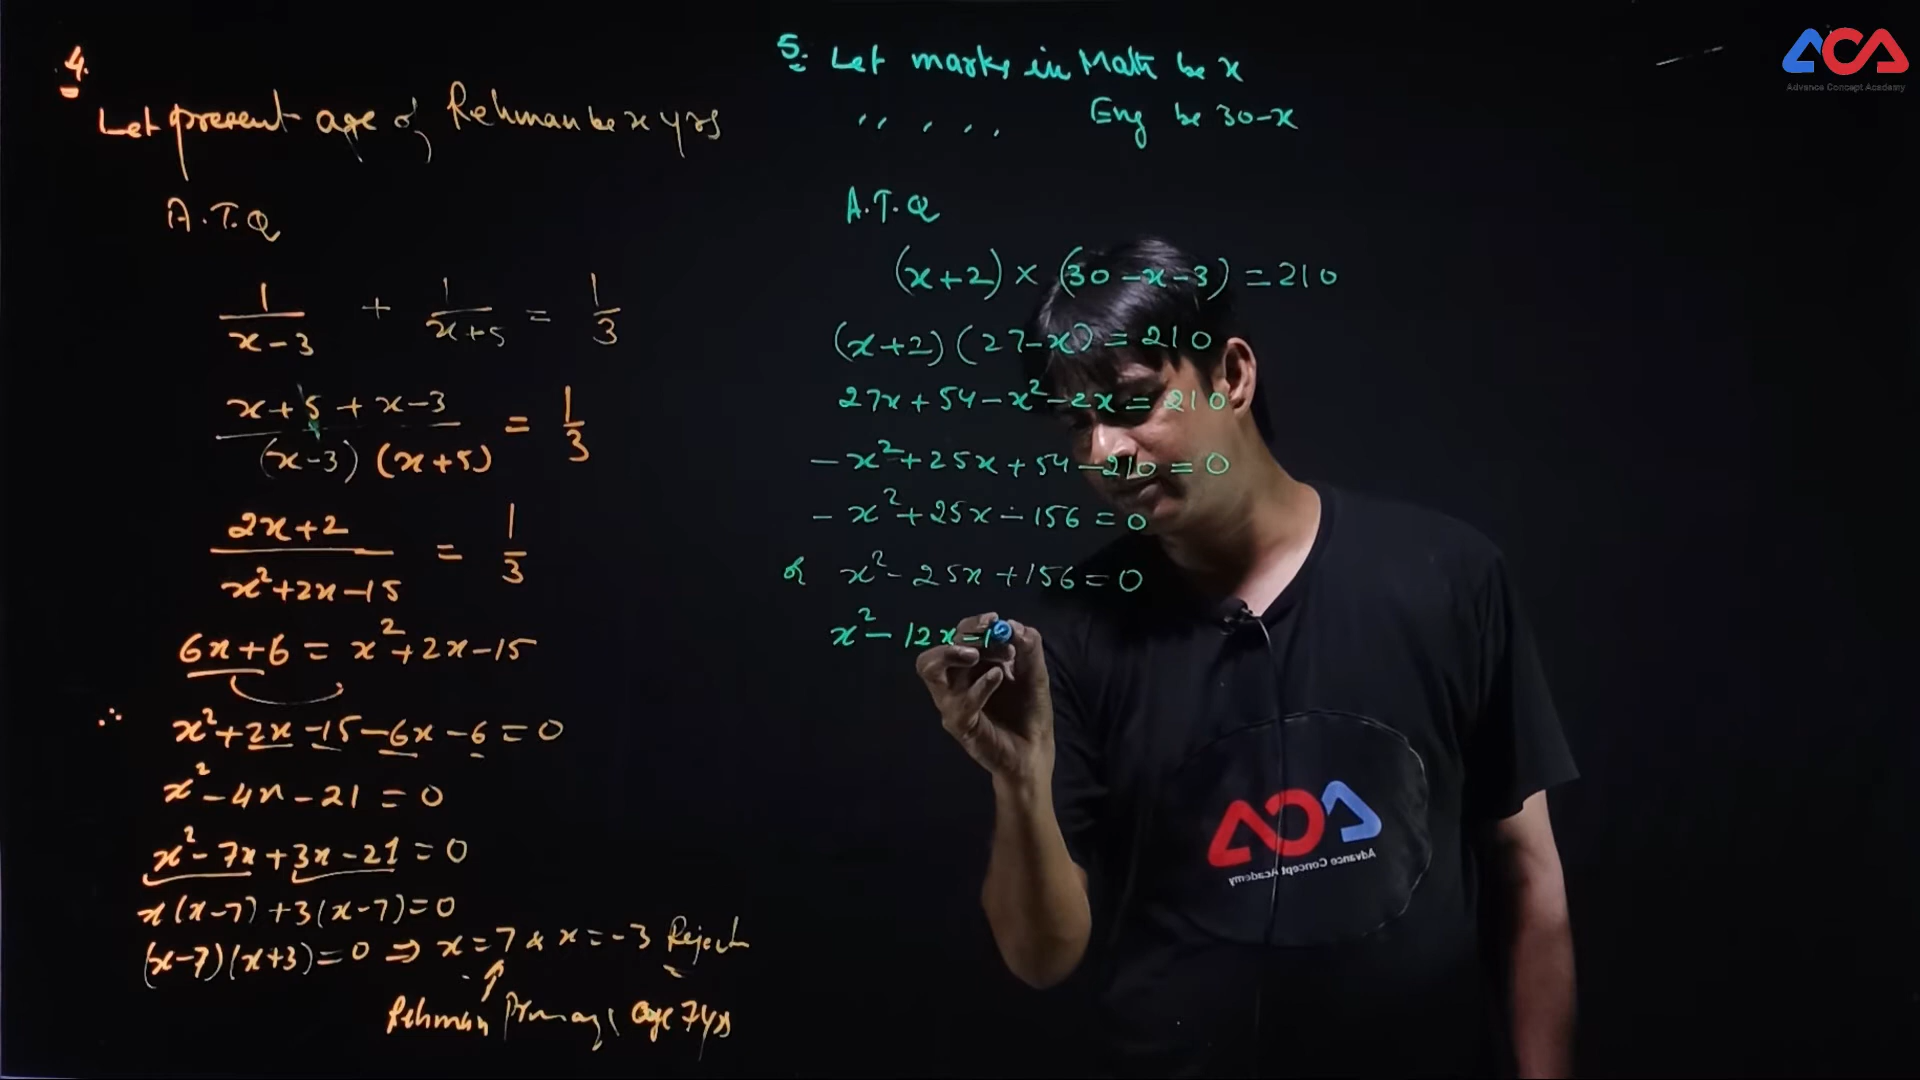 4.
Let present age of Rehman be x yrs
A.T.Q
1/(x-3) + 1/(x+5) = 1/3
(x+5+x-3)/((x-3)(x+5)) = 1/3
(2x+2)/(x²+2x-15) = 1/3
6x+6 = x²+2x-15
∴ x²+2x-15-6x-6=0
x²-4x-21=0
x²-7x+3x-21=0
x(x-7)+3(x-7)=0
(x-7)(x+3)=0 ⇒ x=7 & x=-3 Reject
Rehman age 7yrs
5. Let marks in Math be x
" " " Eng be 30-x
A.T.Q
(x+2)×(30-x-3)=210
(x+2)(27-x)=210
27x+54-x²-2x=210
-x²+25x+54-210=0
-x²+25x-156=0
or x²-25x+156=0
x²-12x-1
ACA
Advance Concept Academy
ACA
Advance Concept Academy